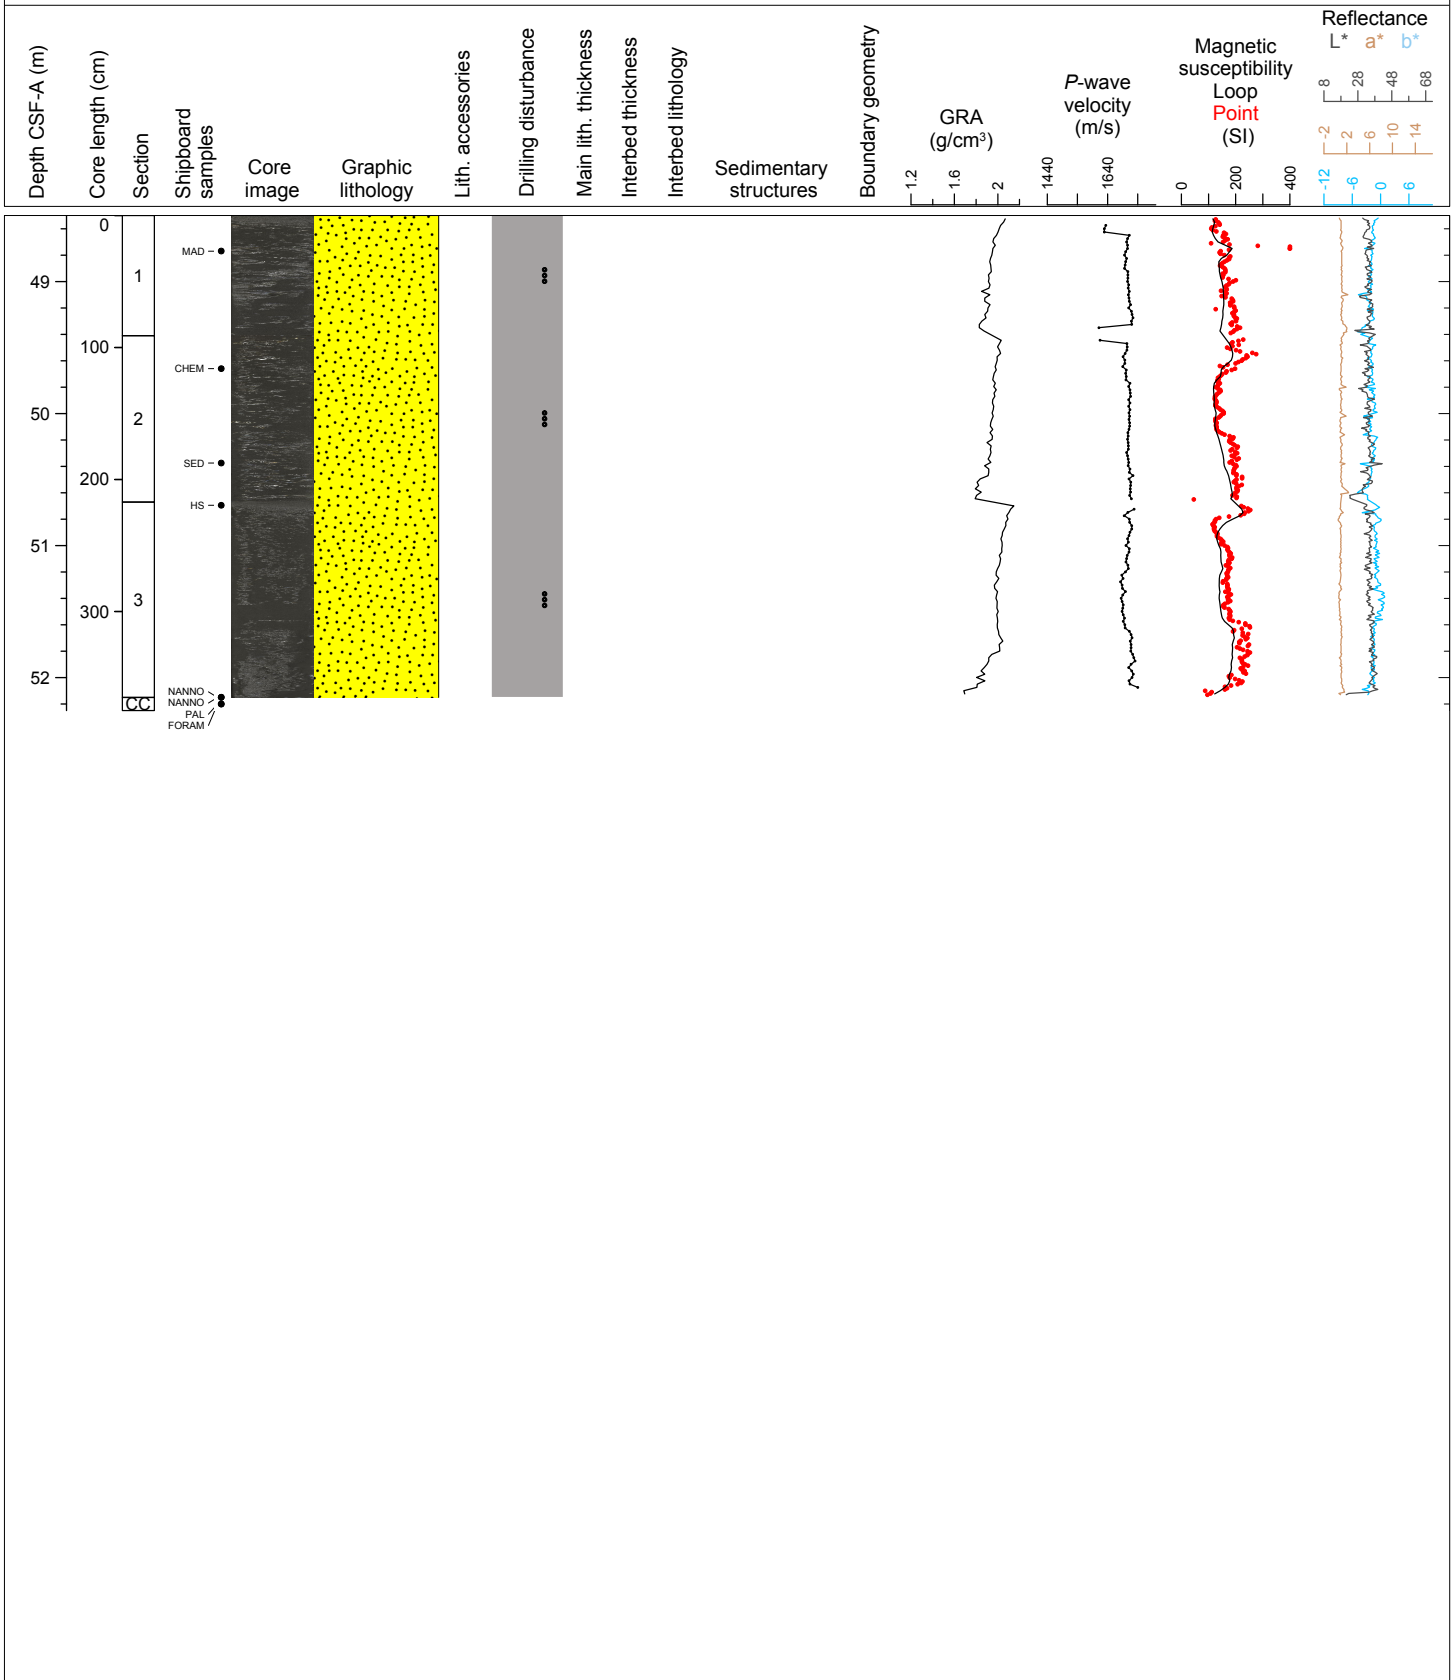 Depth CSF-A (m)
Core length (cm)
Section
Shipboard
samples
Core
image
Graphic
lithology
Lith. accessories
Drilling disturbance
Main lith. thickness
Interbed thickness
Interbed lithology
Sedimentary
structures
Boundary geometry
GRA
(g/cm³)
1.2
1.6
2
P-wave
velocity
(m/s)
1440
1640
Magnetic
susceptibility
Loop
Point
(SI)
0
200
400
Reflectance
L* a* b*
8 28 48 68
-2 2 6 10 14
-12 -6 0 6
0
MAD
49
1
100
CHEM
50
2
SED
200
HS
51
3
300
52
NANNO
NANNO
CC
PAL
FORAM